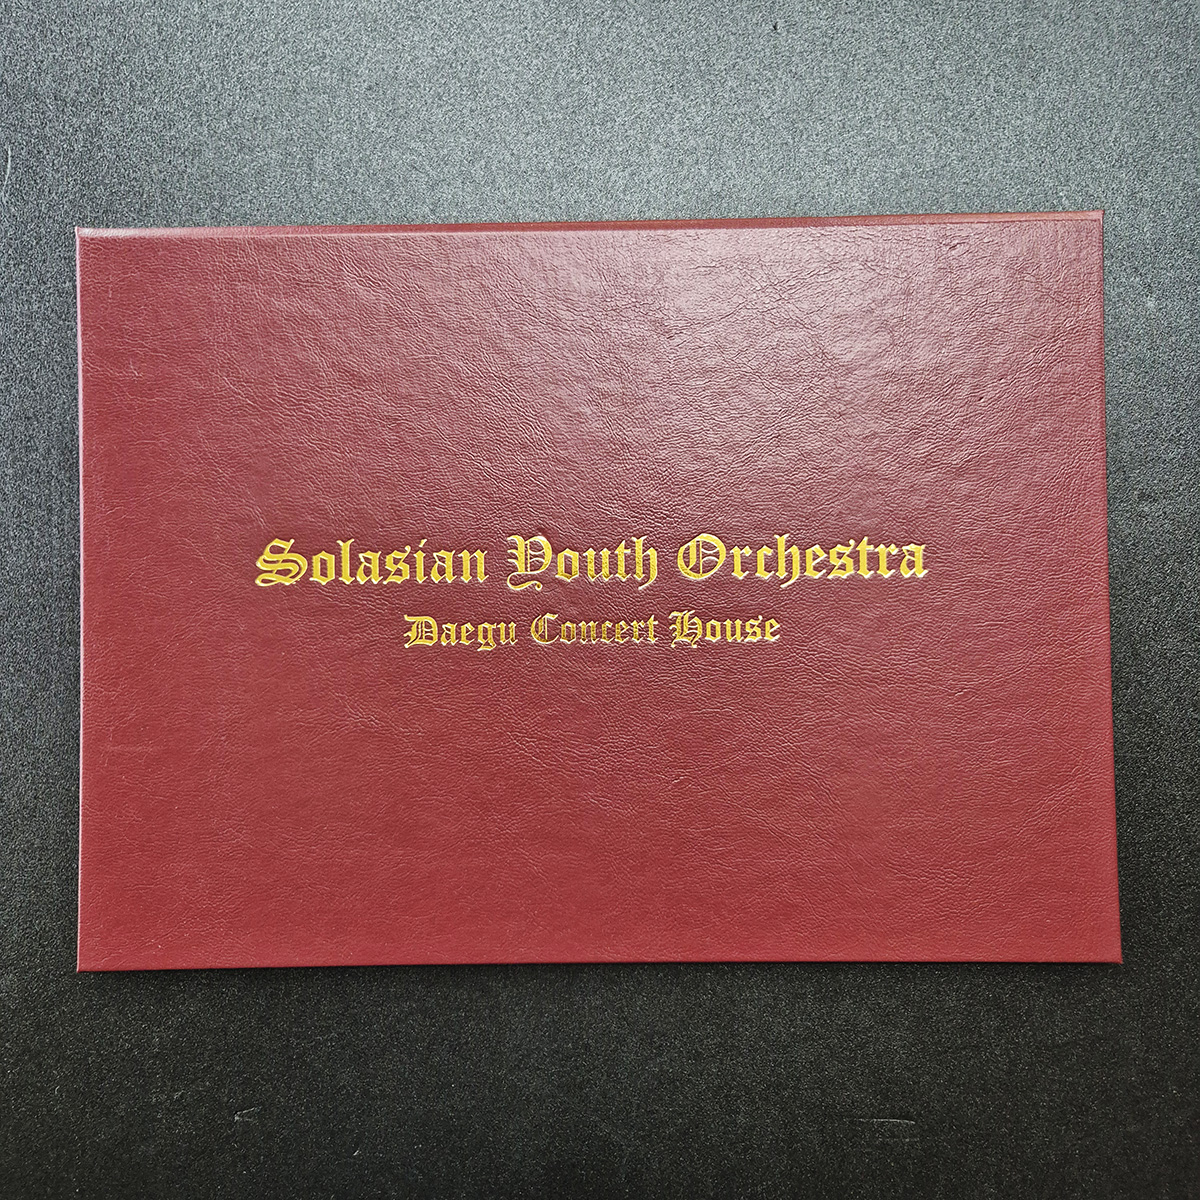 Solasian Youth Orchestra
Daegu Concert House